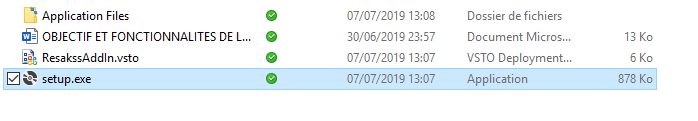 Application Files 07/07/2019 13:08 Dossier de fichiers
OBJECTIF ET FONCTIONNALITES DE L... 30/06/2019 23:57 Document Micros... 13 Ko
ResakssAddIn.vsto 07/07/2019 13:07 VSTO Deploymen... 6 Ko
setup.exe 07/07/2019 13:07 Application 878 Ko